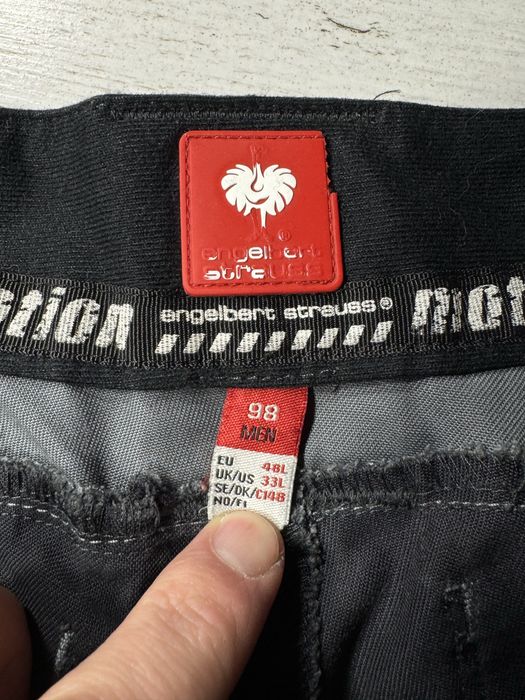 ®
engelbert
strauss
stion engelbert strauss® mot
98
MEN
EU 48L
UK/US 33L
SE/DK/ C148
NO/FI